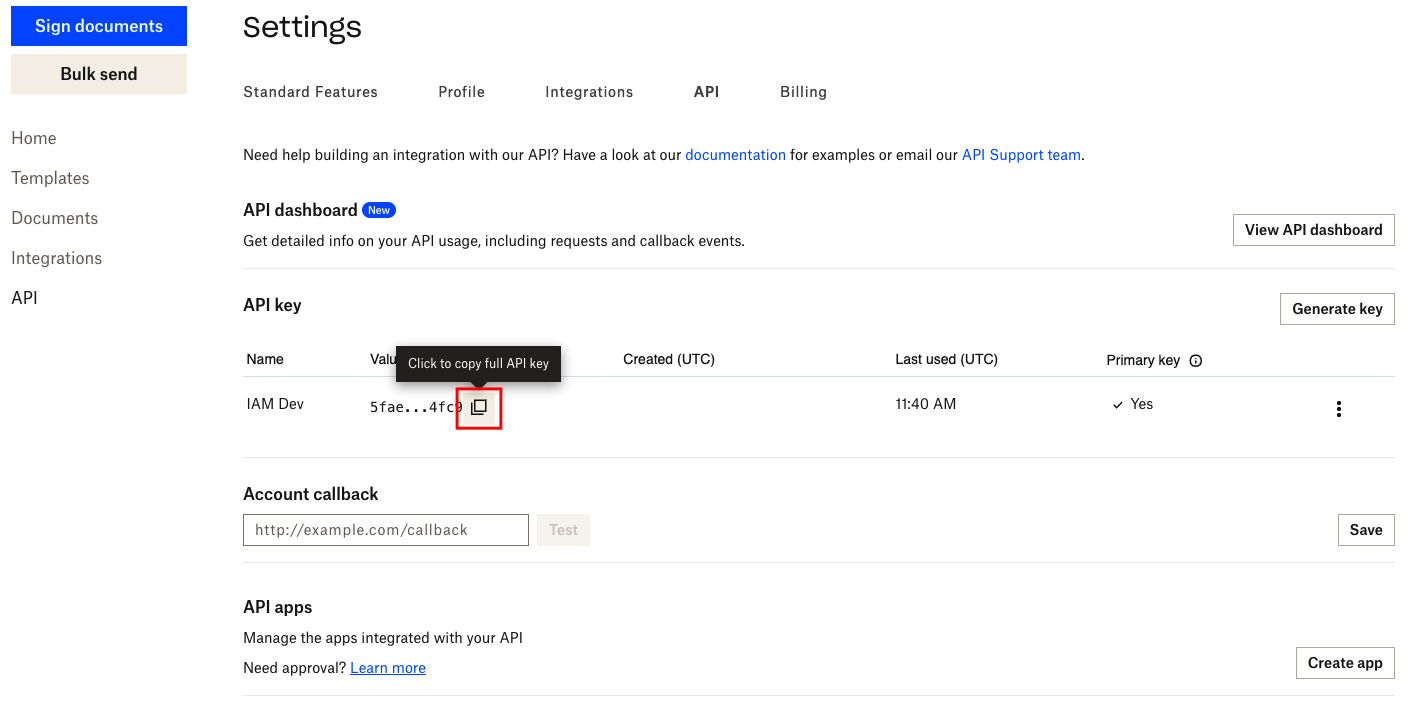 Sign documents
Bulk send
Home
Templates
Documents
Integrations
API
Settings
Standard Features Profile Integrations API Billing
Need help building an integration with our API? Have a look at our documentation for examples or email our API Support team.
API dashboard New
Get detailed info on your API usage, including requests and callback events.
View API dashboard
API key
Generate key
Name Created (UTC) Last used (UTC) Primary key
Click to copy full API key
IAM Dev 5fae...4fc9 11:40 AM Yes
Account callback
http://example.com/callback Test Save
API apps
Manage the apps integrated with your API
Need approval? Learn more
Create app